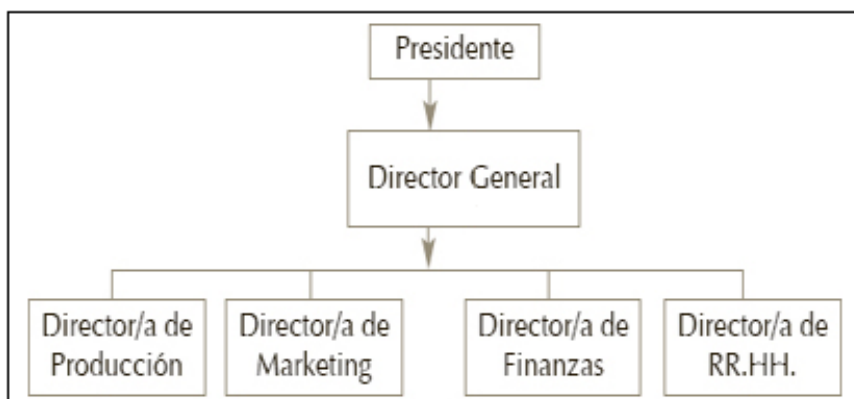 Presidente
Director General
Director/a de
Producción
Director/a de
Marketing
Director/a de
Finanzas
Director/a de
RR.HH.